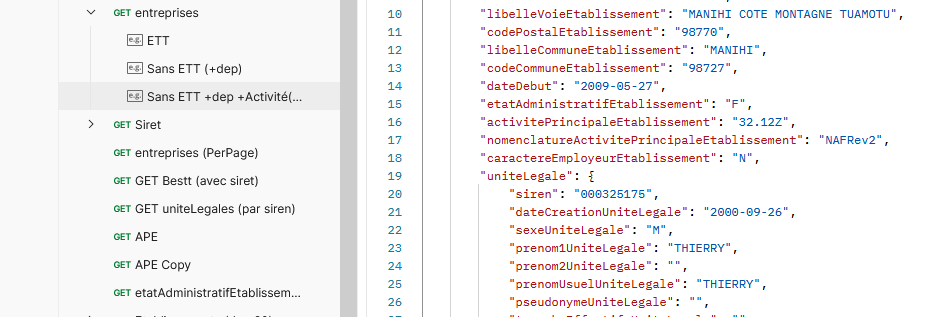 GET entreprises
e.g. ETT
e.g. Sans ETT (+dep)
e.g. Sans ETT +dep +Activité(...
GET Siret
GET entreprises (PerPage)
GET GET Bestt (avec siret)
GET GET uniteLegales (par siren)
GET APE
GET APE Copy
GET etatAdministratifEtablissem...
10 "libelleVoieEtablissement": "MANIHI COTE MONTAGNE TUAMOTU",
11 "codePostalEtablissement": "98770",
12 "libelleCommuneEtablissement": "MANIHI",
13 "codeCommuneEtablissement": "98727",
14 "dateDebut": "2009-05-27",
15 "etatAdministratifEtablissement": "F",
16 "activitePrincipaleEtablissement": "32.12Z",
17 "nomenclatureActivitePrincipaleEtablissement": "NAFRev2",
18 "caractereEmployeurEtablissement": "N",
19 "uniteLegale": {
20 "siren": "000325175",
21 "dateCreationUniteLegale": "2000-09-26",
22 "sexeUniteLegale": "M",
23 "prenom1UniteLegale": "THIERRY",
24 "prenom2UniteLegale": "",
25 "prenomUsuelUniteLegale": "THIERRY",
26 "pseudonymeUniteLegale": "",